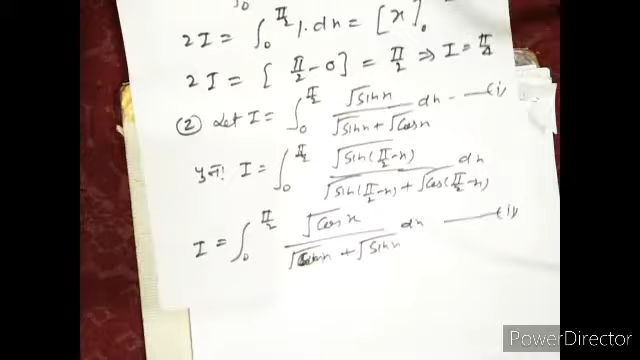 2I = ∫₀^{π/2} 1.dx = [x]₀
2I = [π/2 - 0] = π/2 ⇒ I = π/4
(2) Let I = ∫₀^{π/2} √sinx / (√sinx + √cosx) dx - (i)
पुनः I = ∫₀^{π/2} √sin(π/2-x) / (√sin(π/2-x) + √cos(π/2-x)) dx
I = ∫₀^{π/2} √cosx / (√cosx + √sinx) dx — (i)
PowerDirector